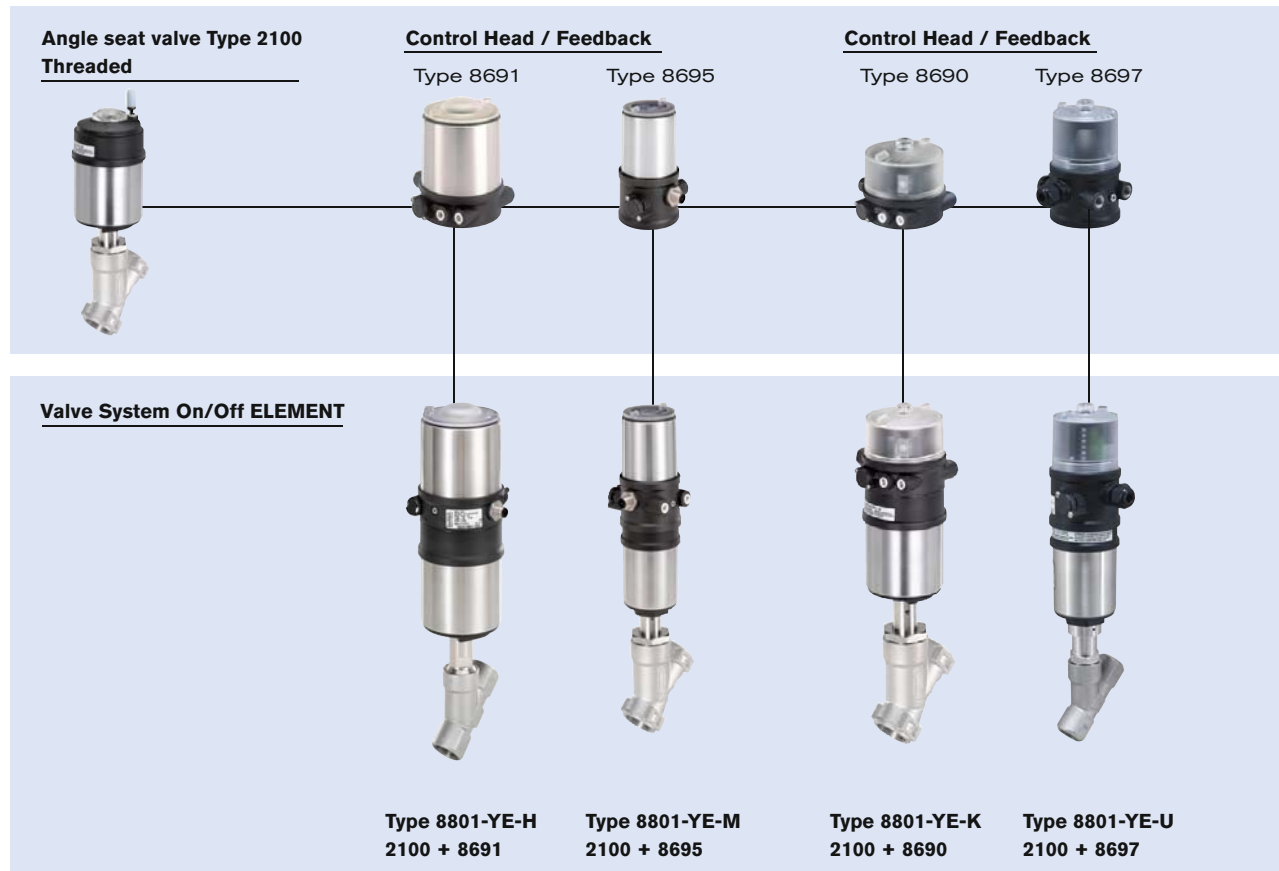 Angle seat valve Type 2100
Threaded
Control Head / Feedback
Type 8691
Type 8695
Control Head / Feedback
Type 8690
Type 8697
Valve System On/Off ELEMENT
Type 8801-YE-H
2100 + 8691
Type 8801-YE-M
2100 + 8695
Type 8801-YE-K
2100 + 8690
Type 8801-YE-U
2100 + 8697